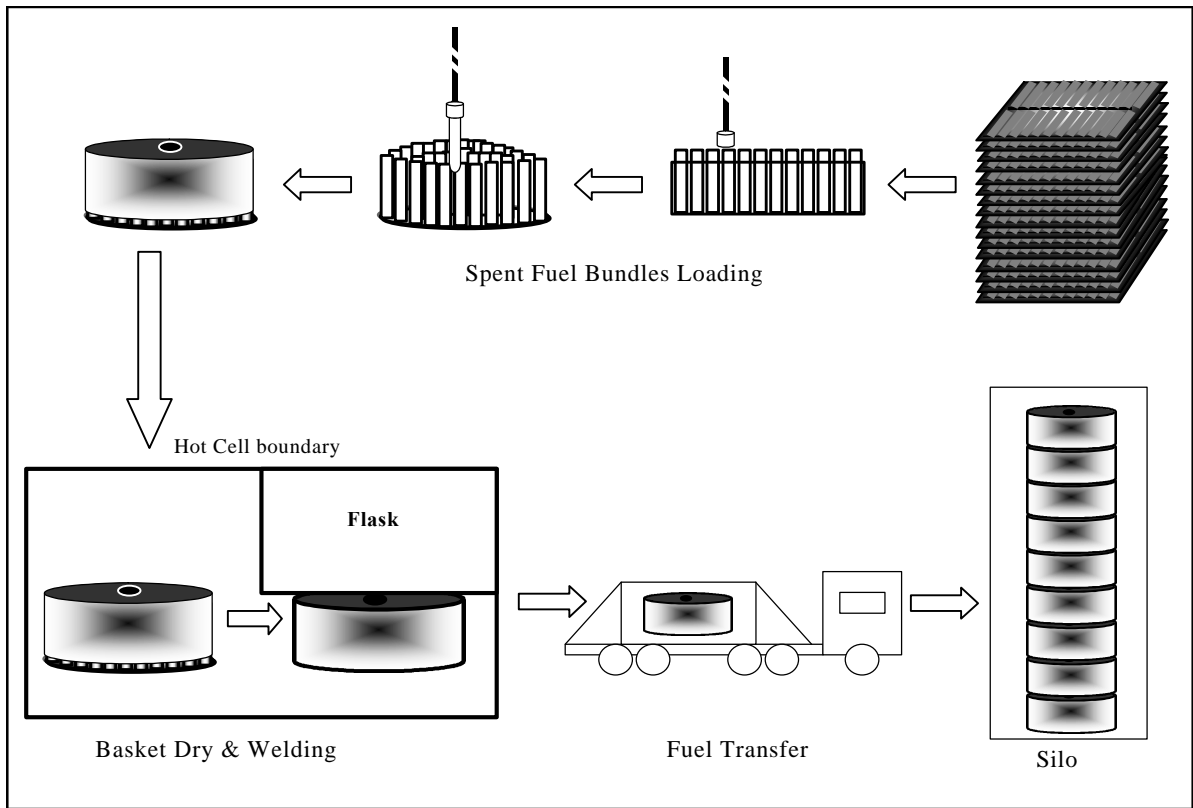 Spent Fuel Bundles Loading
Hot Cell boundary
Flask
Basket Dry & Welding
Fuel Transfer
Silo